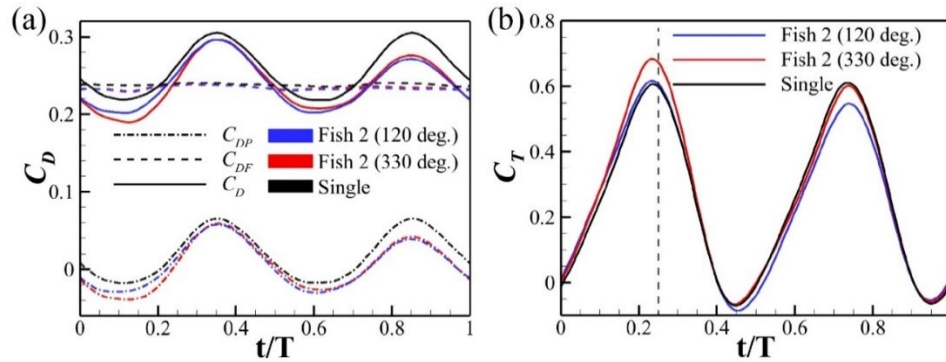 (a)
0.3
0.2
0.1
0
C_D
C_DP
C_DF
C_D
Fish 2 (120 deg.)
Fish 2 (330 deg.)
Single
0 0.2 0.4 0.6 0.8 1
t/T
(b)
0.8
0.6
0.4
0.2
0.0
C_T
Fish 2 (120 deg.)
Fish 2 (330 deg.)
Single
0 0.2 0.4 0.6 0.8
t/T